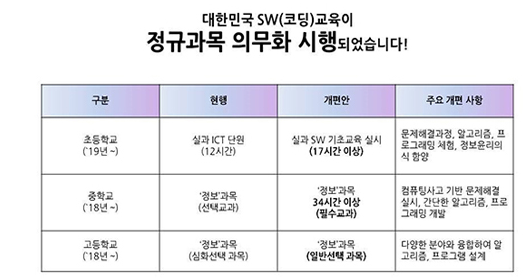 대한민국 SW(코딩)교육이
정규과목 의무화 시행되었습니다!
구분 현행 개편안 주요 개편 사항
초등학교
('19년 ~)
실과 ICT 단원
(12시간)
실과 SW 기초교육 실시
(17시간 이상)
문제해결과정, 알고리즘, 프
로그래밍 체험, 정보윤리의
식 함양
중학교
('18년 ~)
'정보'과목
(선택교과)
'정보'과목
34시간 이상
(필수교과)
컴퓨팅사고 기반 문제해결
실시, 간단한 알고리즘, 프로
그래밍 개발
고등학교
('18년 ~)
'정보'과목
(심화선택 과목)
'정보'과목
(일반선택 과목)
다양한 분야와 융합하여 알
고리즘, 프로그램 설계